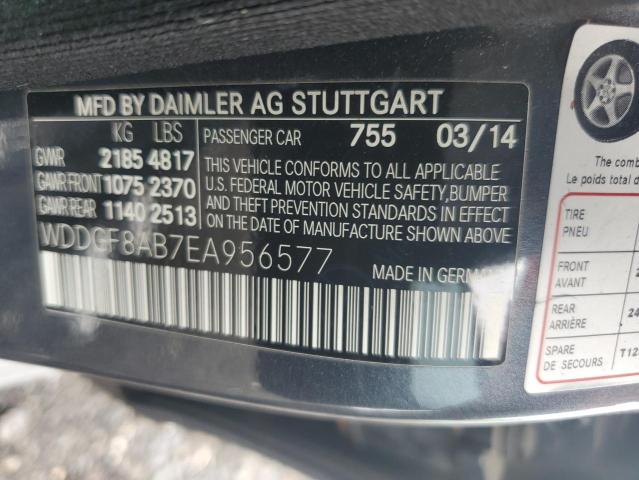 MFD BY DAIMLER AG STUTTGART
KG LBS
GVWR 2185 4817
GAWR FRONT 1075 2370
GAWR REAR 1140 2513
PASSENGER CAR 755 03/14
THIS VEHICLE CONFORMS TO ALL APPLICABLE
U.S. FEDERAL MOTOR VEHICLE SAFETY, BUMPER
AND THEFT PREVENTION STANDARDS IN EFFECT
ON THE DATE OF MANUFACTURE SHOWN ABOVE
WDDGF8AB7EA956577
MADE IN
The comb
Le poids total d
TIRE
PNEU
FRONT
AVANT
REAR
ARRIÈRE
24
SPARE
DE SECOURS
T12